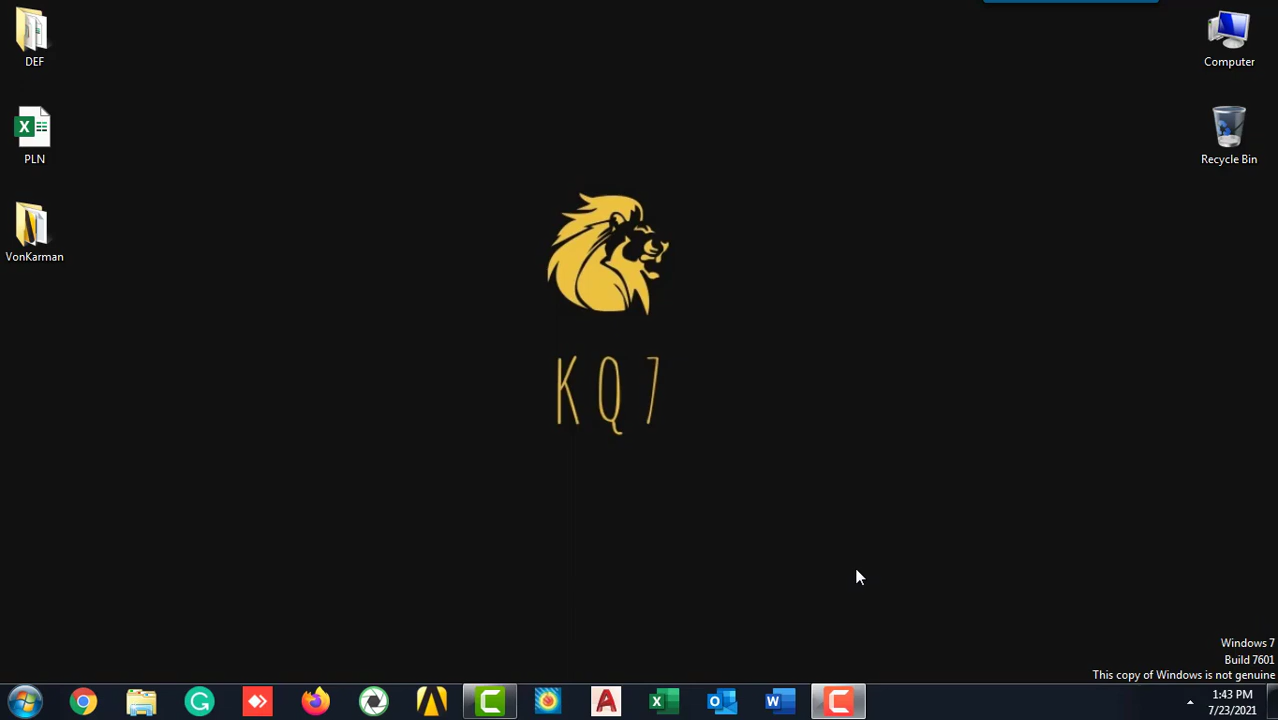 DEF
Computer
PLN
Recycle Bin
VonKarman
KQ7
Windows 7
Build 7601
This copy of Windows is not genuine
1:43 PM
7/23/2021